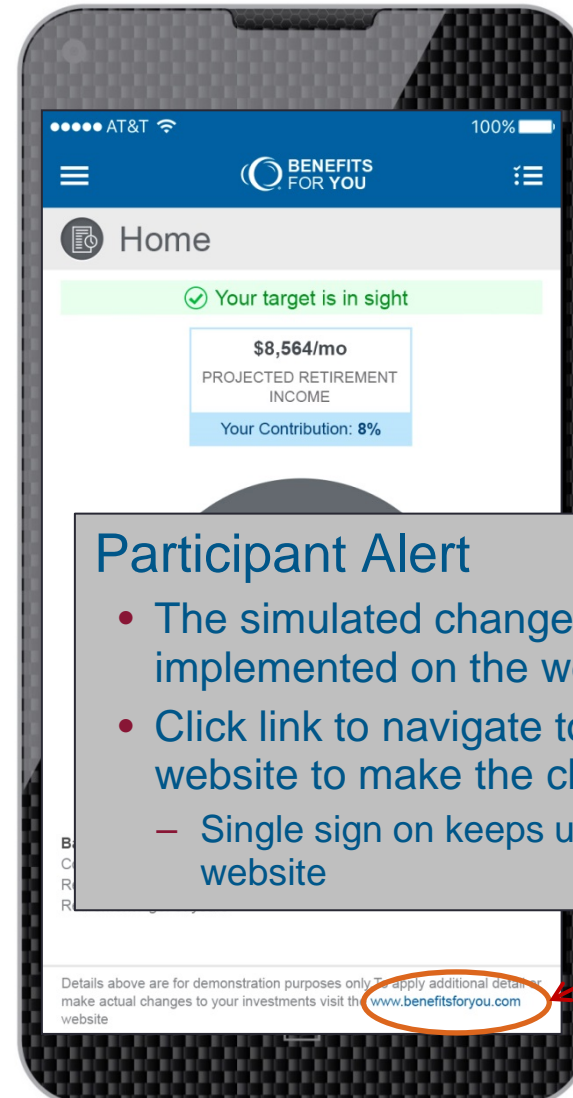 AT&T 100%
BENEFITS
FOR YOU
Home
Your target is in sight
$8,564/mo
PROJECTED RETIREMENT
INCOME
Your Contribution: 8%
Participant Alert
• The simulated change
implemented on the
• Click link to navigate
website to make the
– Single sign on keeps
website
Details above are for demonstration purposes only To apply additional detail or
make actual changes to your investments visit the www.benefitsforyou.com
website